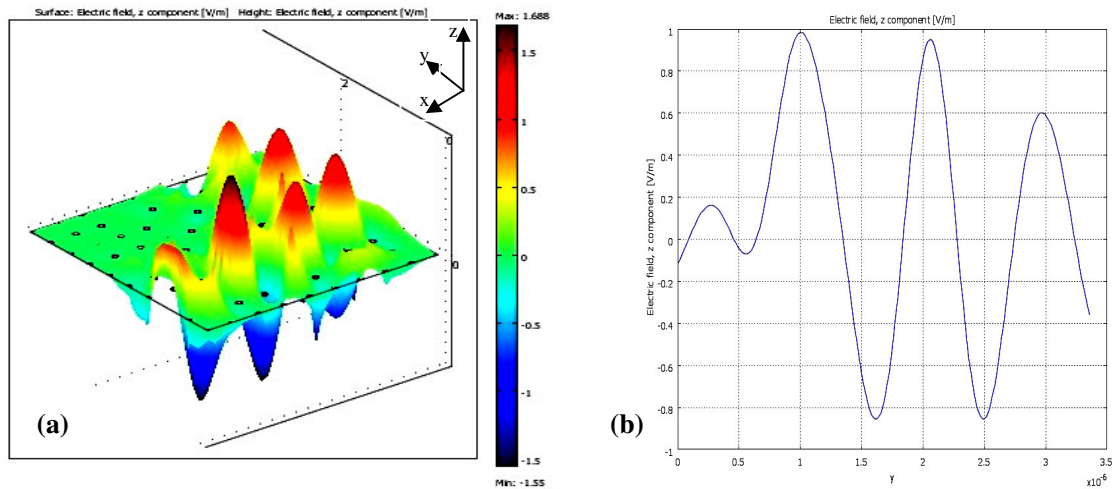 Surface: Electric field, z component [V/m] Height: Electric field, z component [V/m]
Max: 1.688
z
y
x
2
0
0
1.5
1
0.5
0
-0.5
-1
-1.5
Min: -1.55
(a)
Electric field, z component [V/m]
Electric field, z component [V/m]
1
0.8
0.6
0.4
0.2
0
-0.2
-0.4
-0.6
-0.8
-1
0
0.5
1
1.5
2
2.5
3
3.5
x10⁻⁶
y
(b)